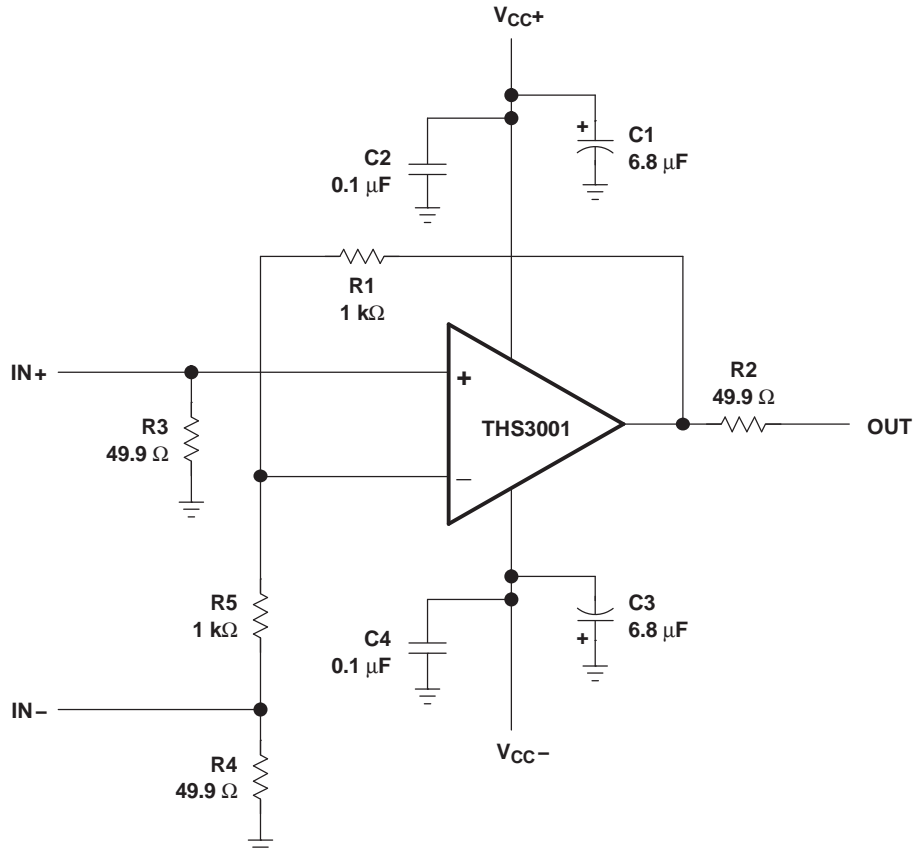 VCC+
C2
0.1 µF
+
C1
6.8 µF
R1
1 kΩ
IN+
+
R3
49.9 Ω
THS3001
R2
49.9 Ω
OUT
−
R5
1 kΩ
C4
0.1 µF
C3
6.8 µF
+
IN−
VCC−
R4
49.9 Ω